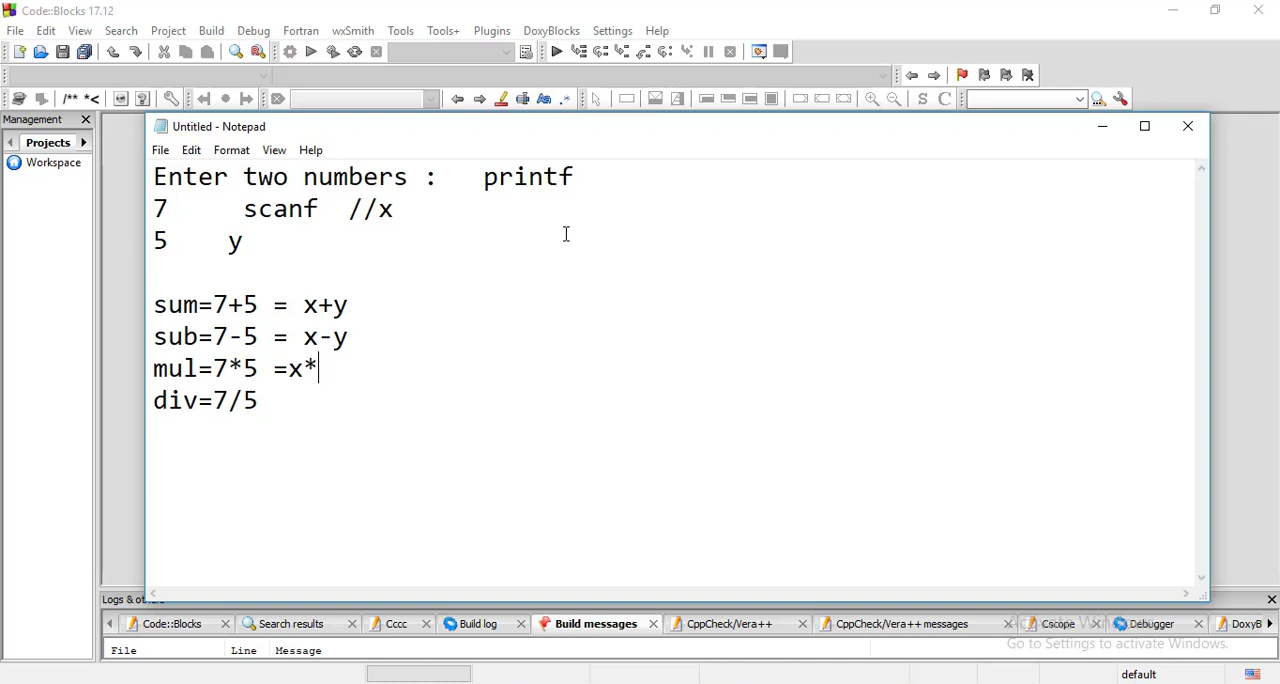 Code::Blocks 17.12
File Edit View Search Project Build Debug Fortran wxSmith Tools Tools+ Plugins DoxyBlocks Settings Help
/** *<
S C
Management
Projects
Workspace
Untitled - Notepad
File Edit Format View Help
Enter two numbers : printf
7 scanf //x
5 y
sum=7+5 = x+y
sub=7-5 = x-y
mul=7*5 =x*
div=7/5
Logs & ot
Code::Blocks Search results Cccc Build log Build messages CppCheck/Vera++ CppCheck/Vera++ messages Cscope Debugger DoxyB
File Line Message
Go to Settings to activate Windows.
default